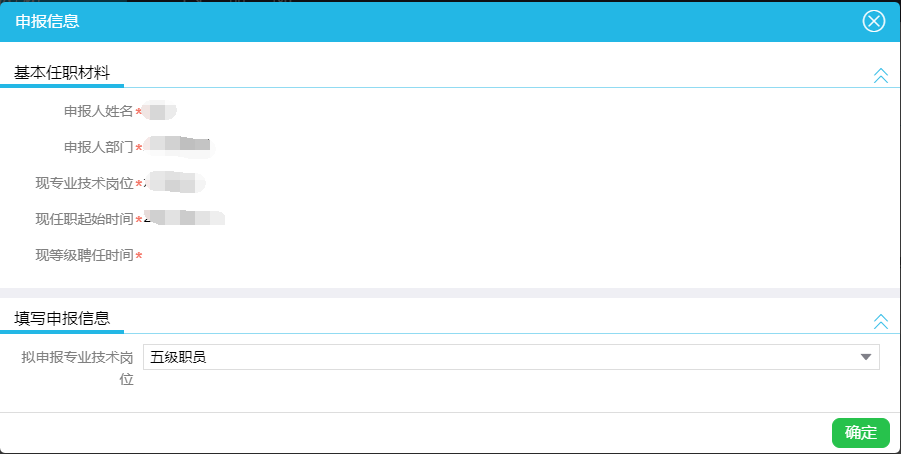 申报信息
基本任职材料
申报人姓名*
申报人部门*
现专业技术岗位*
现任职起始时间*
现等级聘任时间*
填写申报信息
拟申报专业技术岗
位
五级职员
确定